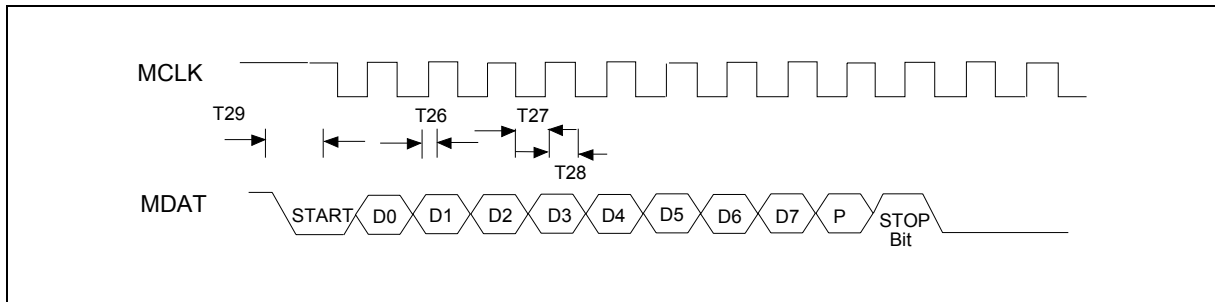 MCLK
T29
T26
T27
T28
MDAT
START D0 D1 D2 D3 D4 D5 D6 D7 P STOP
Bit